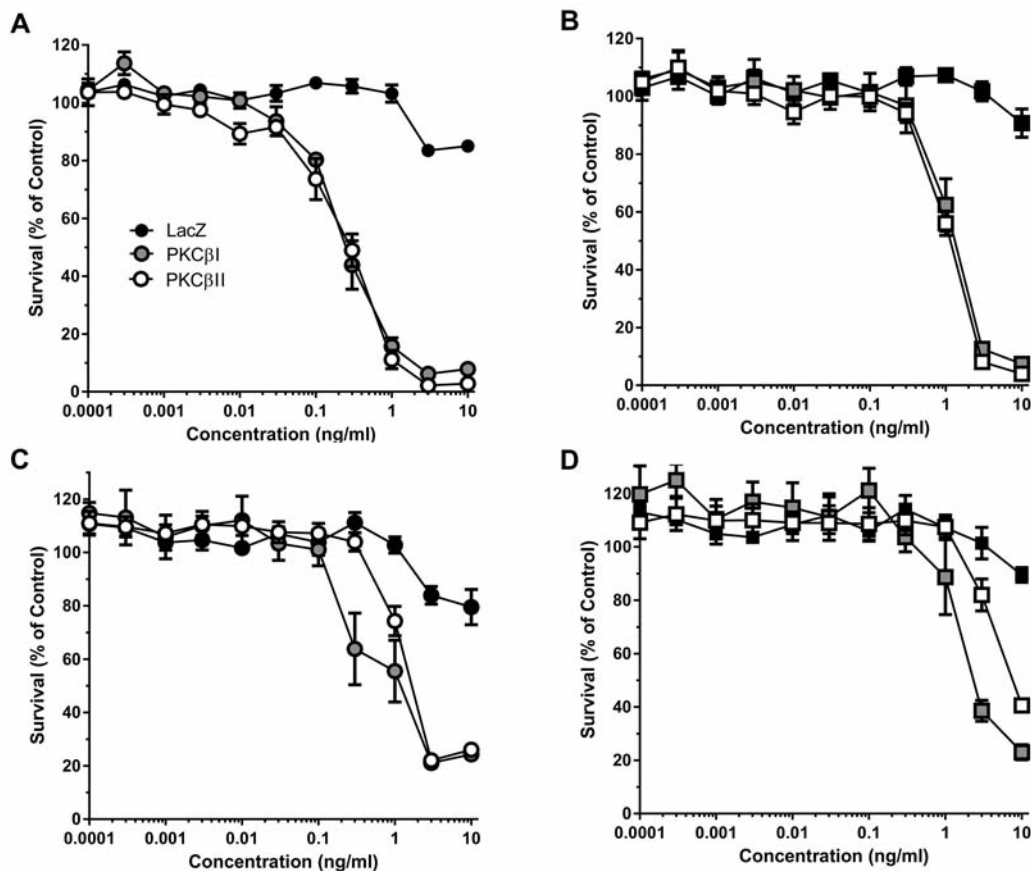 A
120
100
80
60
40
20
0
Survival (% of Control)
LacZ
PKCβI
PKCβII
0.0001 0.001 0.01 0.1 1 10
Concentration (ng/ml)
B
120
100
80
60
40
20
0
Survival (% of Control)
0.0001 0.001 0.01 0.1 1 10
Concentration (ng/ml)
C
120
100
80
60
40
20
0
Survival (% of Control)
0.0001 0.001 0.01 0.1 1 10
Concentration (ng/ml)
D
120
100
80
60
40
20
0
Survival (% of Control)
0.0001 0.001 0.01 0.1 1 10
Concentration (ng/ml)